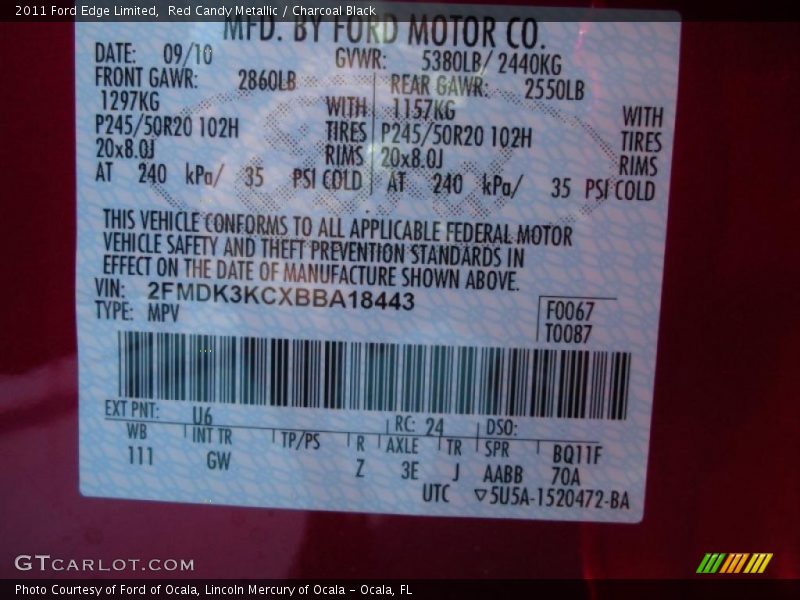 2011 Ford Edge Limited, Red Candy Metallic / Charcoal Black
MFD. BY FORD MOTOR CO.
DATE: 09/10 GVWR: 5380LB/ 2440KG
FRONT GAWR: 2860LB REAR GAWR: 2550LB
1297KG WITH 1157KG WITH
P245/50R20 102H TIRES P245/50R20 102H TIRES
20x8.0J RIMS 20x8.0J RIMS
AT 240 kPa/ 35 PSI COLD AT 240 kPa/ 35 PSI COLD
THIS VEHICLE CONFORMS TO ALL APPLICABLE FEDERAL MOTOR
VEHICLE SAFETY AND THEFT PREVENTION STANDARDS IN
EFFECT ON THE DATE OF MANUFACTURE SHOWN ABOVE.
VIN: 2FMDK3KCXBBA18443
TYPE: MPV
F0067
T0087
EXT PNT: U6 RC: 24 DSO:
WB INT TR TP/PS R AXLE TR SPR BQ11F
111 GW Z 3E J AABB 70A
UTC ▽5U5A-1520472-BA
GTCARLOT.COM
Photo Courtesy of Ford of Ocala, Lincoln Mercury of Ocala - Ocala, FL